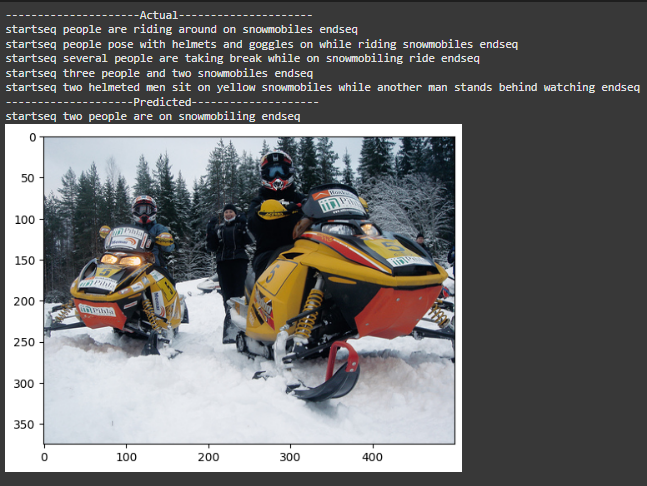 ---------------------Actual---------------------
startseq people are riding around on snowmobiles endseq
startseq people pose with helmets and goggles on while riding snowmobiles endseq
startseq several people are taking break while on snowmobiling ride endseq
startseq three people and two snowmobiles endseq
startseq two helmeted men sit on yellow snowmobiles while another man stands behind watching endseq
--------------------Predicted--------------------
startseq two people are on snowmobiling endseq
0
50
100
150
200
250
300
350
0 100 200 300 400